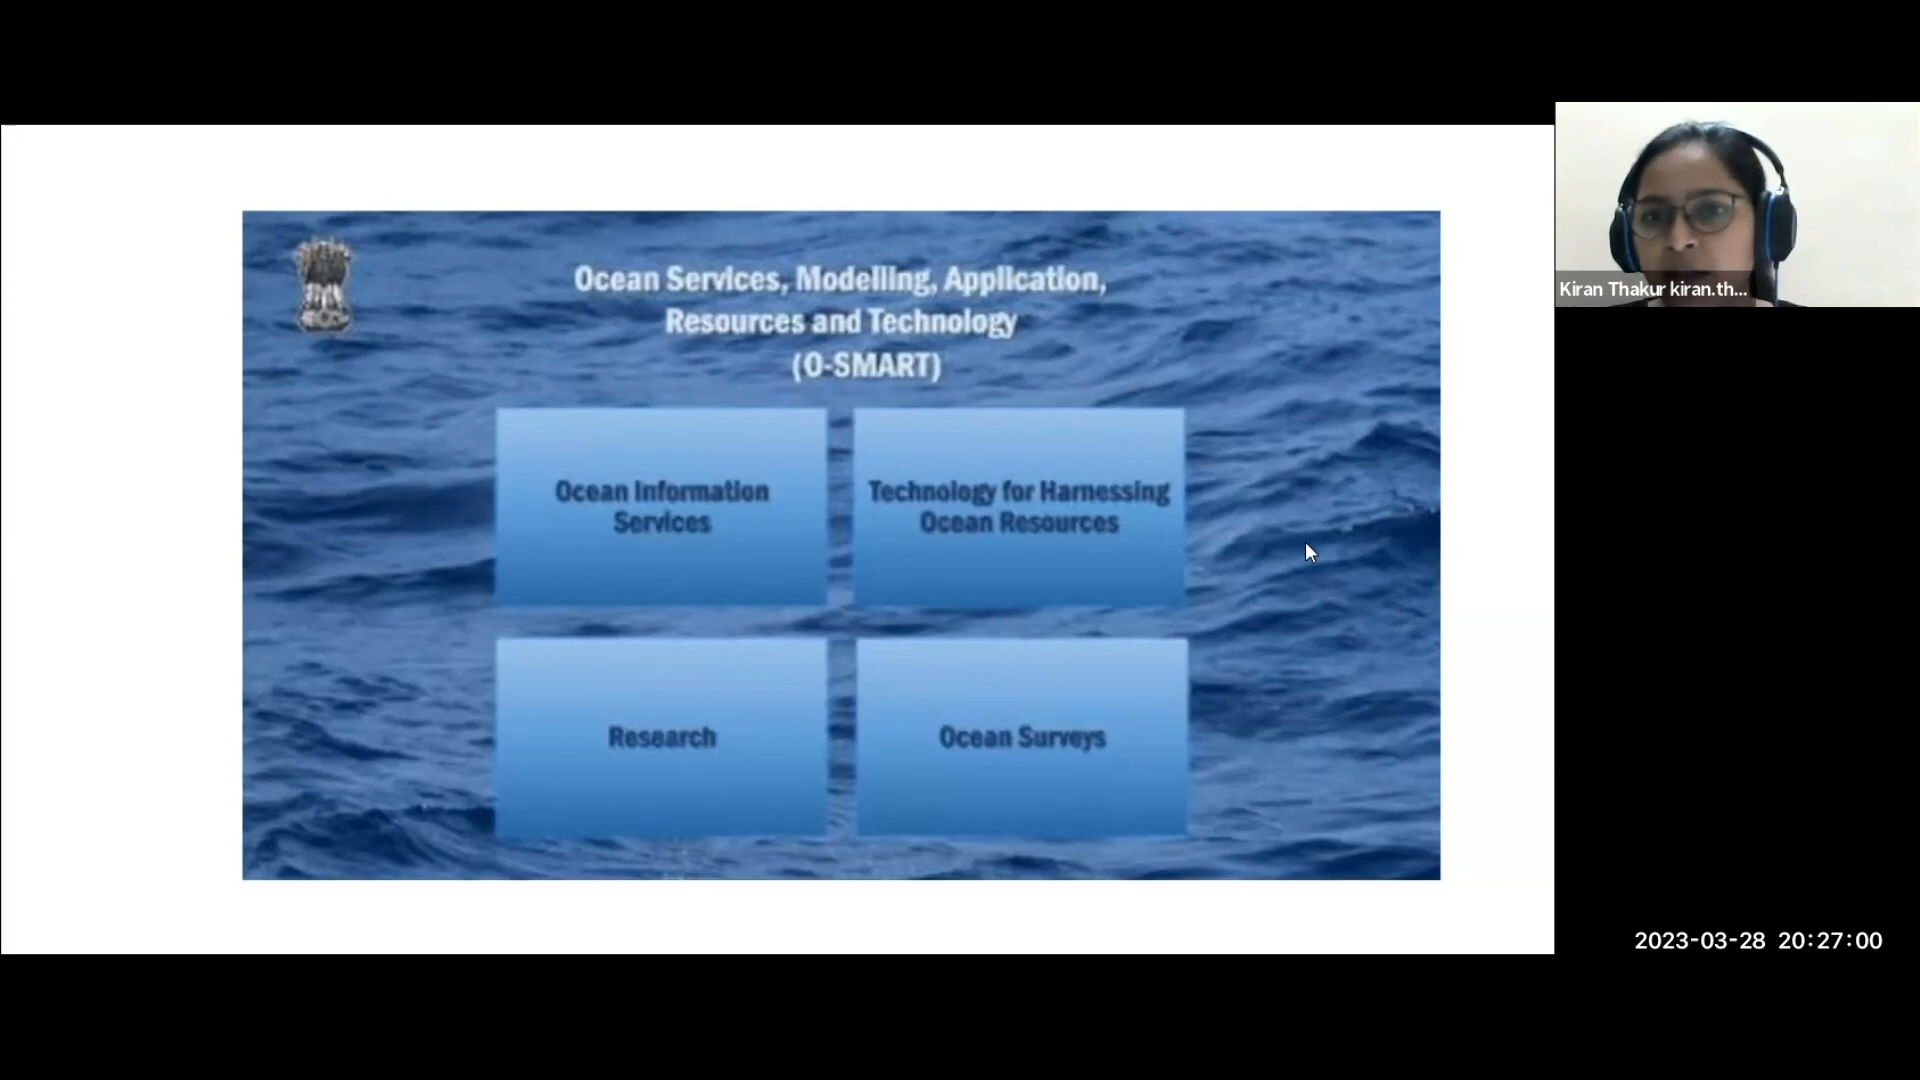 Ocean Services, Modelling, Application,
Resources and Technology
(O-SMART)
Ocean Information
Services
Technology for Harnessing
Ocean Resources
Research
Ocean Surveys
Kiran Thakur kiran.th...
2023-03-28 20:27:00